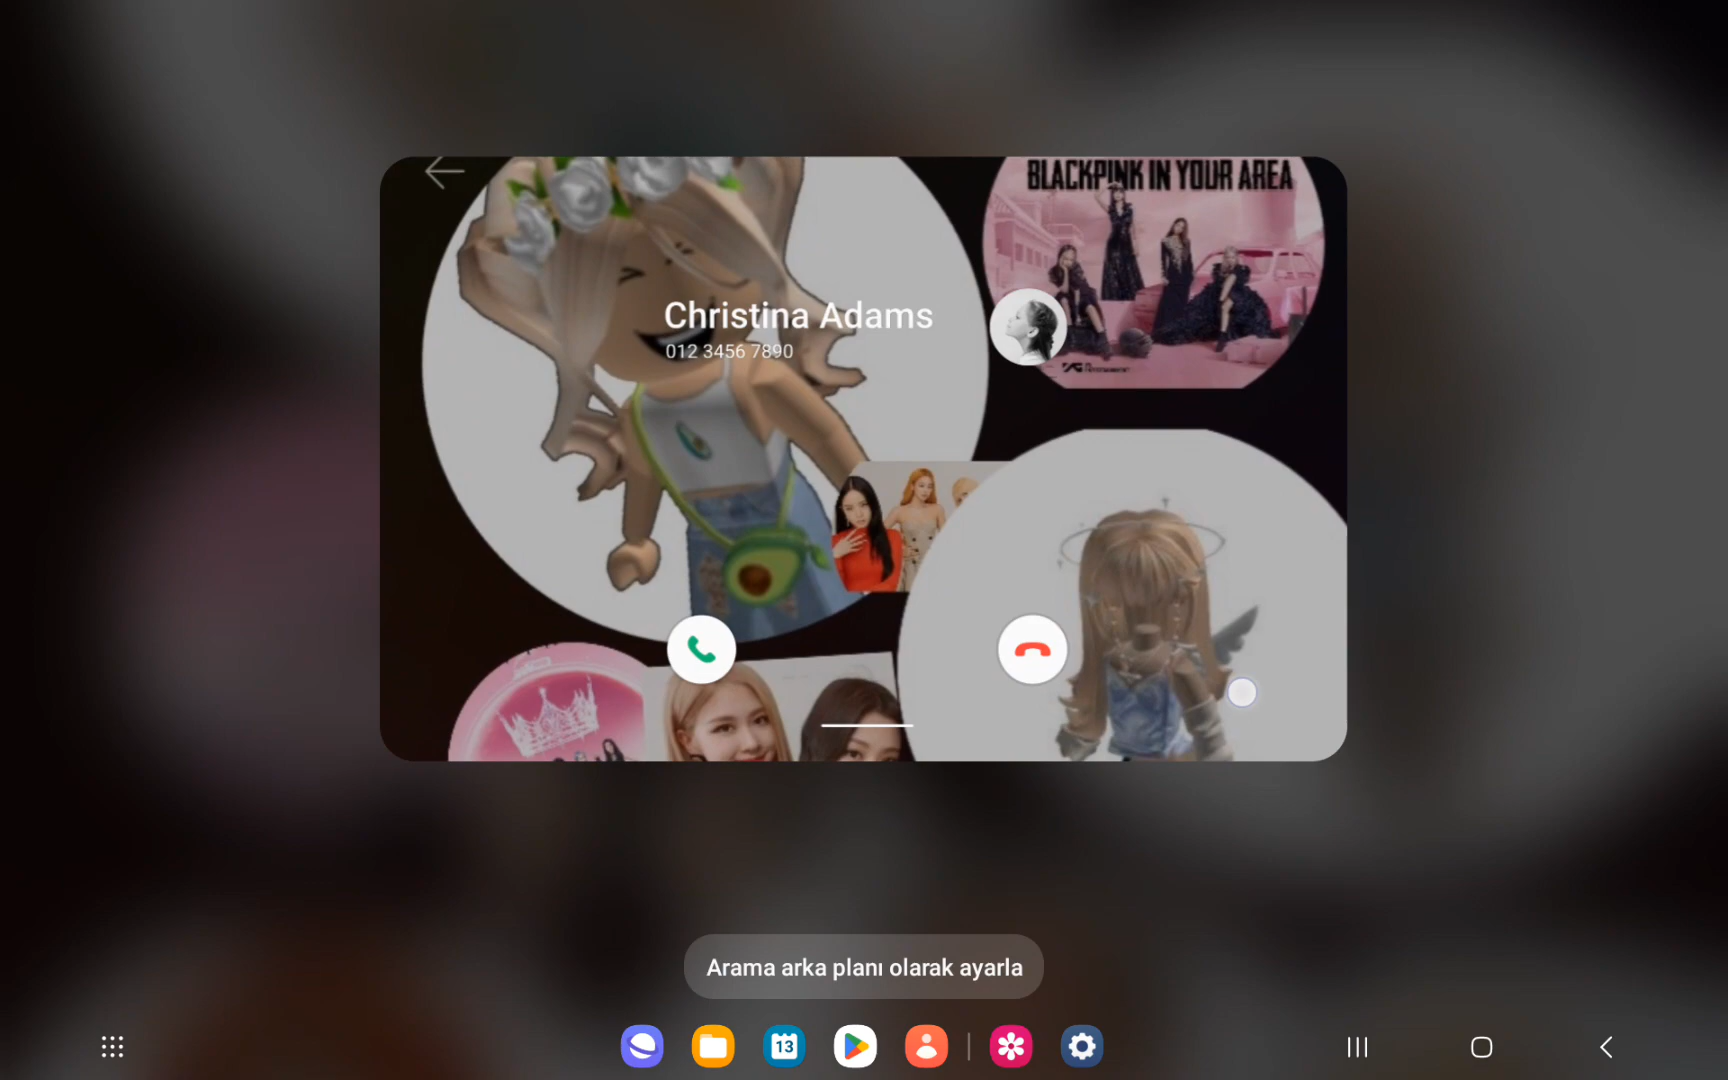 BLACKPINK IN YOUR AREA
Christina Adams
012 3456 7890
Arama arka planı olarak ayarla
13